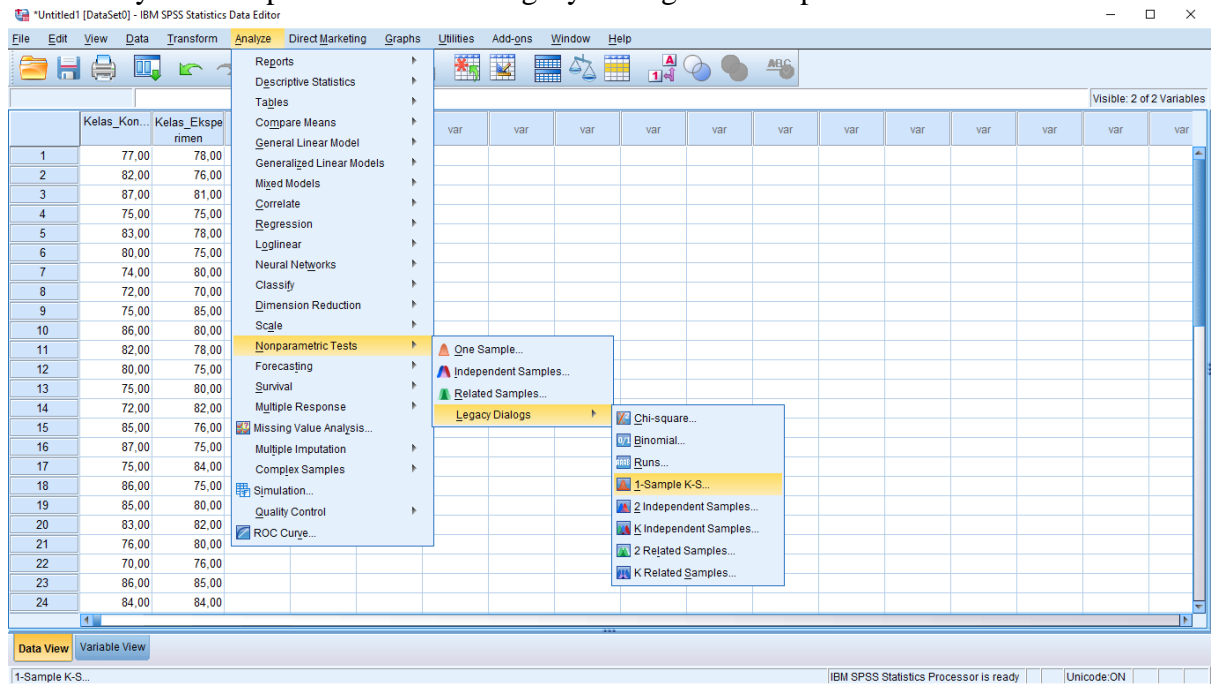 *Untitled1 [DataSet0] - IBM SPSS Statistics Data Editor
File Edit View Data Transform Analyze Direct Marketing Graphs Utilities Add-ons Window Help
Visible: 2 of 2 Variables
Kelas_Kon... Kelas_Eksperimen var var var var var var var var var var var var
1 77,00 78,00
2 82,00 76,00
3 87,00 81,00
4 75,00 75,00
5 83,00 78,00
6 80,00 75,00
7 74,00 80,00
8 72,00 70,00
9 75,00 85,00
10 86,00 80,00
11 82,00 78,00
12 80,00 75,00
13 75,00 80,00
14 72,00 82,00
15 85,00 76,00
16 87,00 75,00
17 75,00 84,00
18 86,00 75,00
19 85,00 80,00
20 83,00 82,00
21 76,00 80,00
22 70,00 76,00
23 86,00 85,00
24 84,00 84,00
Reports
Descriptive Statistics
Tables
Compare Means
General Linear Model
Generalized Linear Models
Mixed Models
Correlate
Regression
Loglinear
Neural Networks
Classify
Dimension Reduction
Scale
Nonparametric Tests
Forecasting
Survival
Multiple Response
Missing Value Analysis...
Multiple Imputation
Complex Samples
Simulation...
Quality Control
ROC Curve...
One Sample...
Independent Samples...
Related Samples...
Legacy Dialogs
Chi-square...
Binomial...
Runs...
1-Sample K-S...
2 Independent Samples...
K Independent Samples...
2 Related Samples...
K Related Samples...
Data View Variable View
1-Sample K-S...
IBM SPSS Statistics Processor is ready Unicode:ON